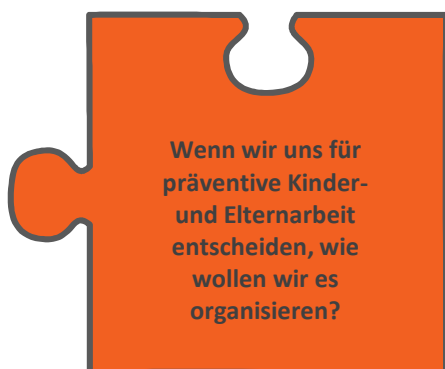 Wenn wir uns für
präventive Kinder-
und Elternarbeit
entscheiden, wie
wollen wir es
organisieren?